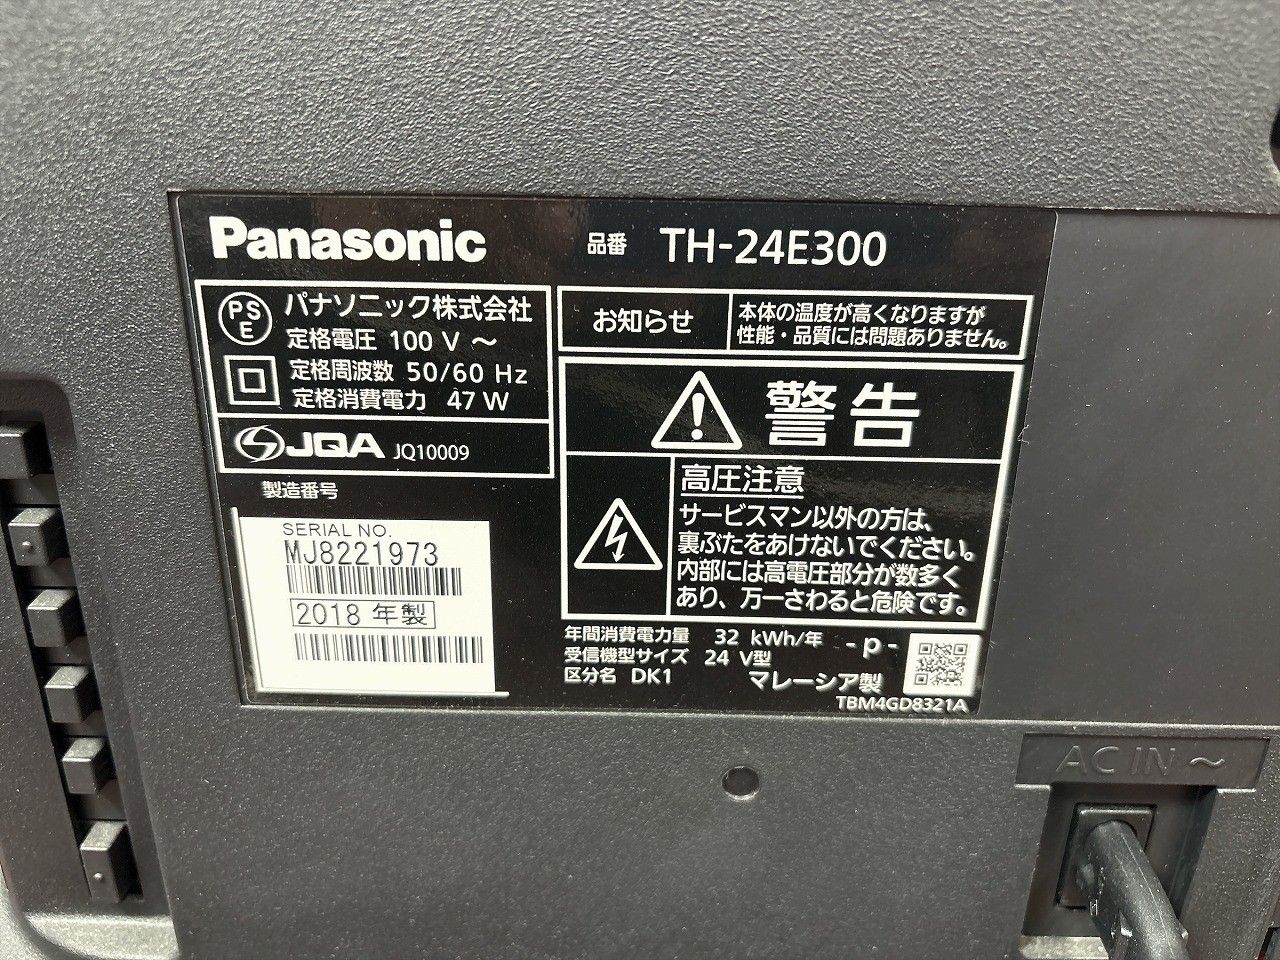 Panasonic
品番 TH-24E300
PS
E
パナソニック株式会社
定格電圧 100 V ～
定格周波数 50/60 Hz
定格消費電力 47 W
JQA JQ10009
お知らせ
本体の温度が高くなりますが
性能・品質には問題ありません。
警告
高圧注意
サービスマン以外の方は、
裏ぶたをあけないでください。
内部には高電圧部分が数多く
あり、万一さわると危険です。
製造番号
SERIAL NO.
MJ8221973
2018 年製
年間消費電力量 32 kWh/年
受信機型サイズ 24 V型
区分名 DK1
-p-
マレーシア製
TBM4GD8321A
AC IN ～